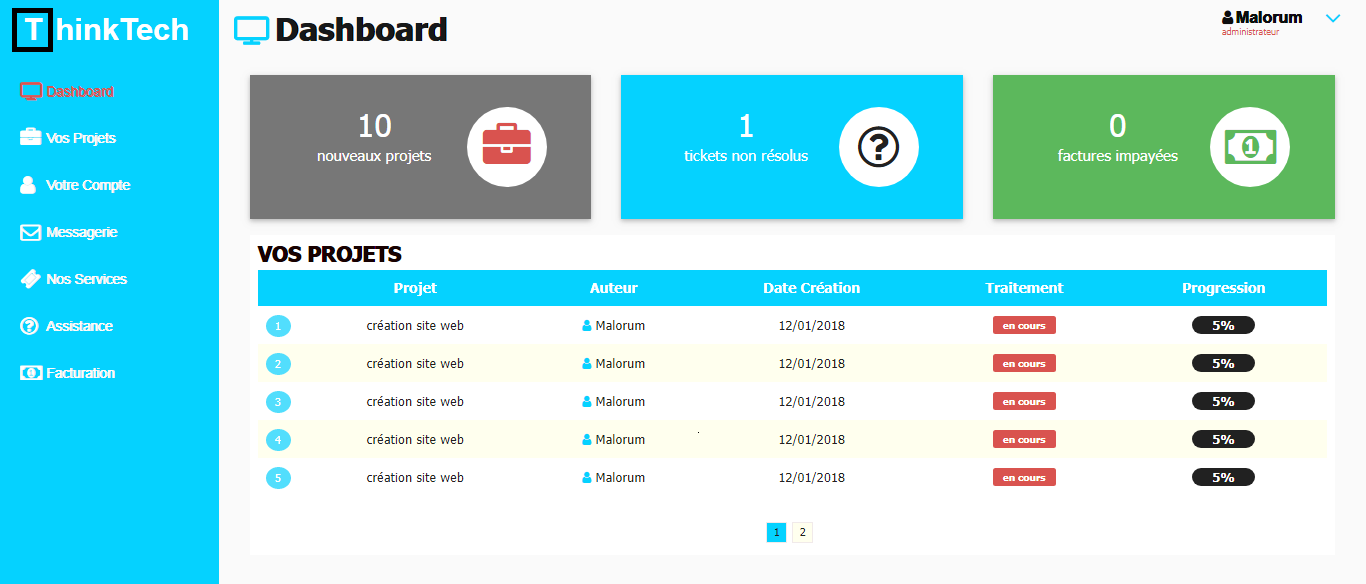 ThinkTech
Dashboard
Vos Projets
Votre Compte
Messagerie
Nos Services
Assistance
Facturation
Dashboard
Malorum
administrateur
10
nouveaux projets
1
tickets non résolus
0
factures impayées
1
VOS PROJETS
Projet Auteur Date Création Traitement Progression
1 création site web Malorum 12/01/2018 en cours 5%
2 création site web Malorum 12/01/2018 en cours 5%
3 création site web Malorum 12/01/2018 en cours 5%
4 création site web Malorum 12/01/2018 en cours 5%
5 création site web Malorum 12/01/2018 en cours 5%
1 2